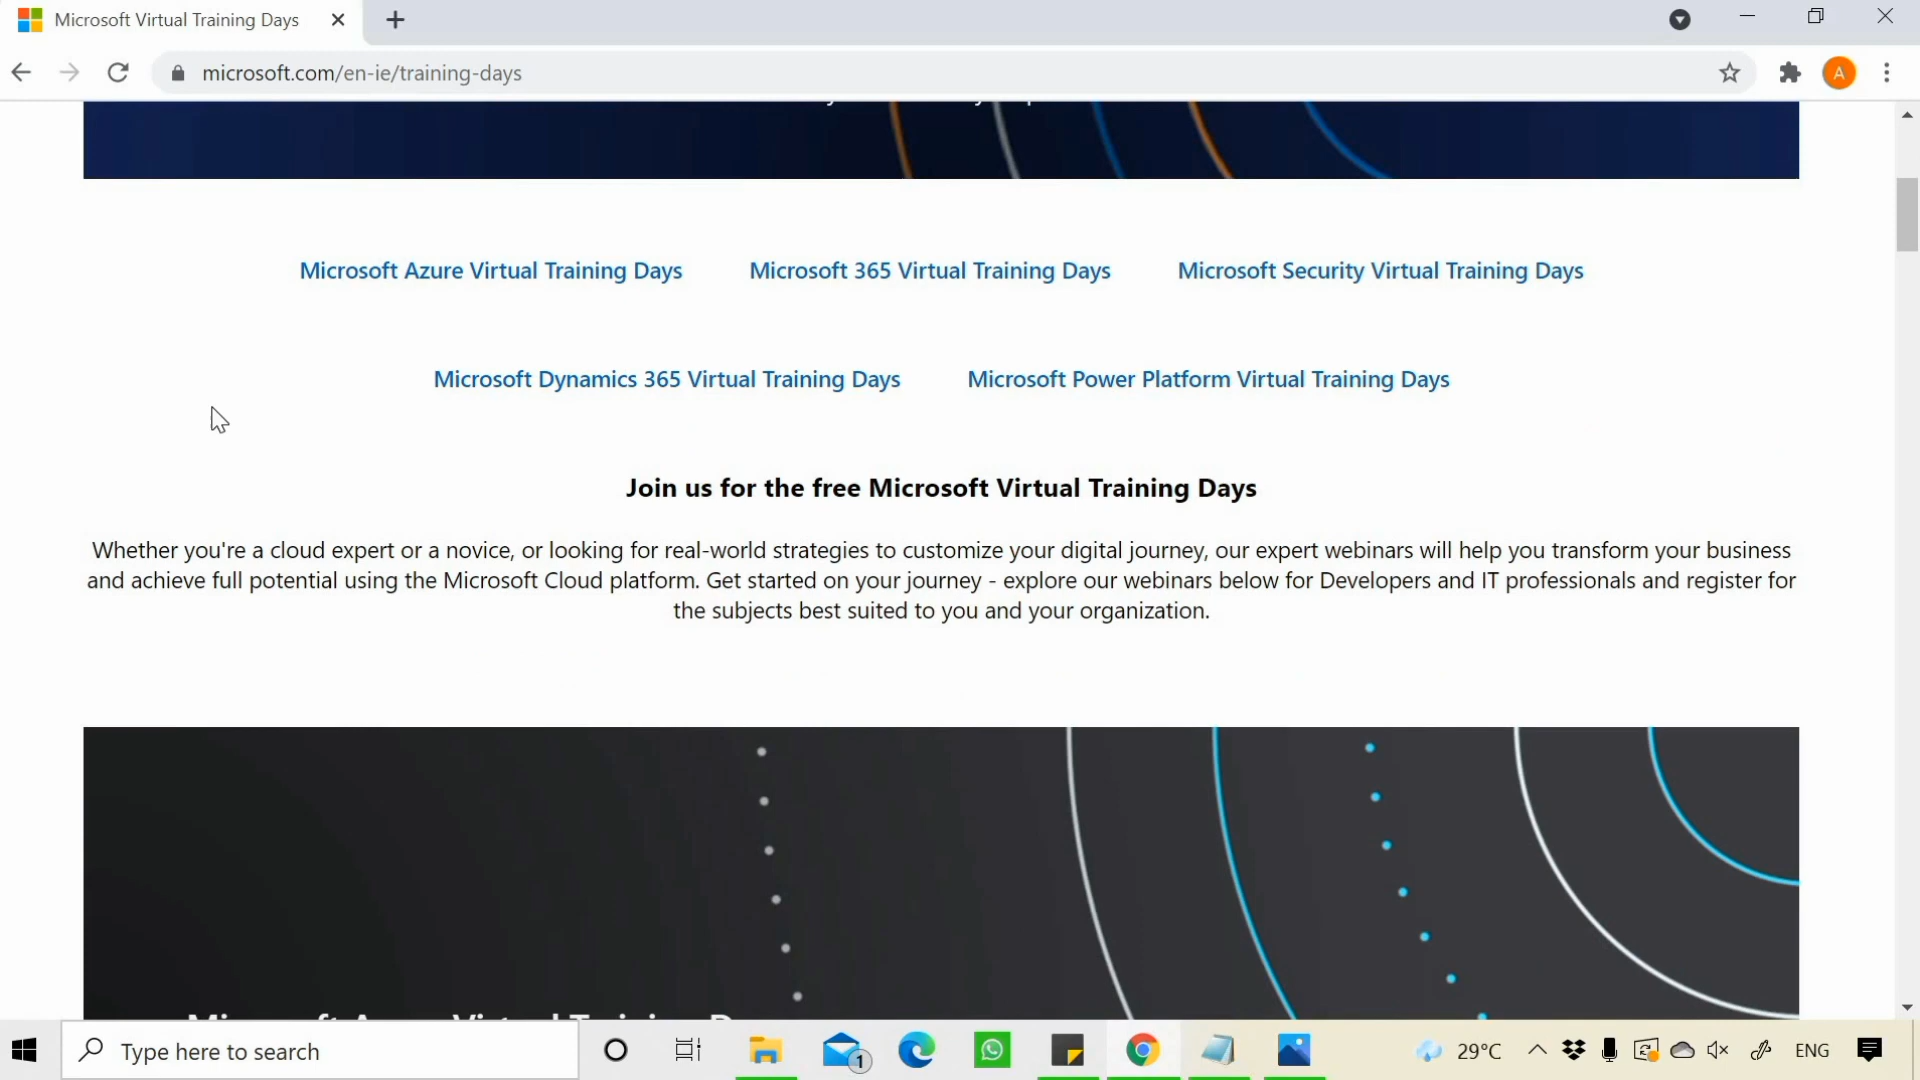 Microsoft Virtual Training Days
microsoft.com/en-ie/training-days
A
Microsoft Azure Virtual Training Days
Microsoft 365 Virtual Training Days
Microsoft Security Virtual Training Days
Microsoft Dynamics 365 Virtual Training Days
Microsoft Power Platform Virtual Training Days
Join us for the free Microsoft Virtual Training Days
Whether you're a cloud expert or a novice, or looking for real-world strategies to customize your digital journey, our expert webinars will help you transform your business
and achieve full potential using the Microsoft Cloud platform. Get started on your journey - explore our webinars below for Developers and IT professionals and register for
the subjects best suited to you and your organization.
Microsoft Azure Virtual Training D
Type here to search
1
29°C
ENG